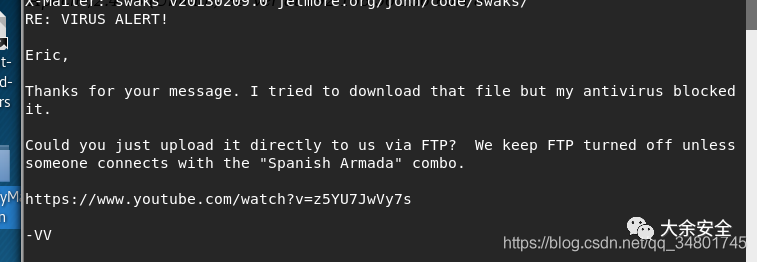 X-Mailer: swaks v20130209.0 jetmore.org/john/code/swaks/
RE: VIRUS ALERT!
Eric,
Thanks for your message. I tried to download that file but my antivirus blocked
it.
Could you just upload it directly to us via FTP?  We keep FTP turned off unless
someone connects with the "Spanish Armada" combo.
https://www.youtube.com/watch?v=z5YU7JwVy7s
-VV
t-
d-
rs
yM
n
大余安全
https://blog.csdn.net/qq_34801745